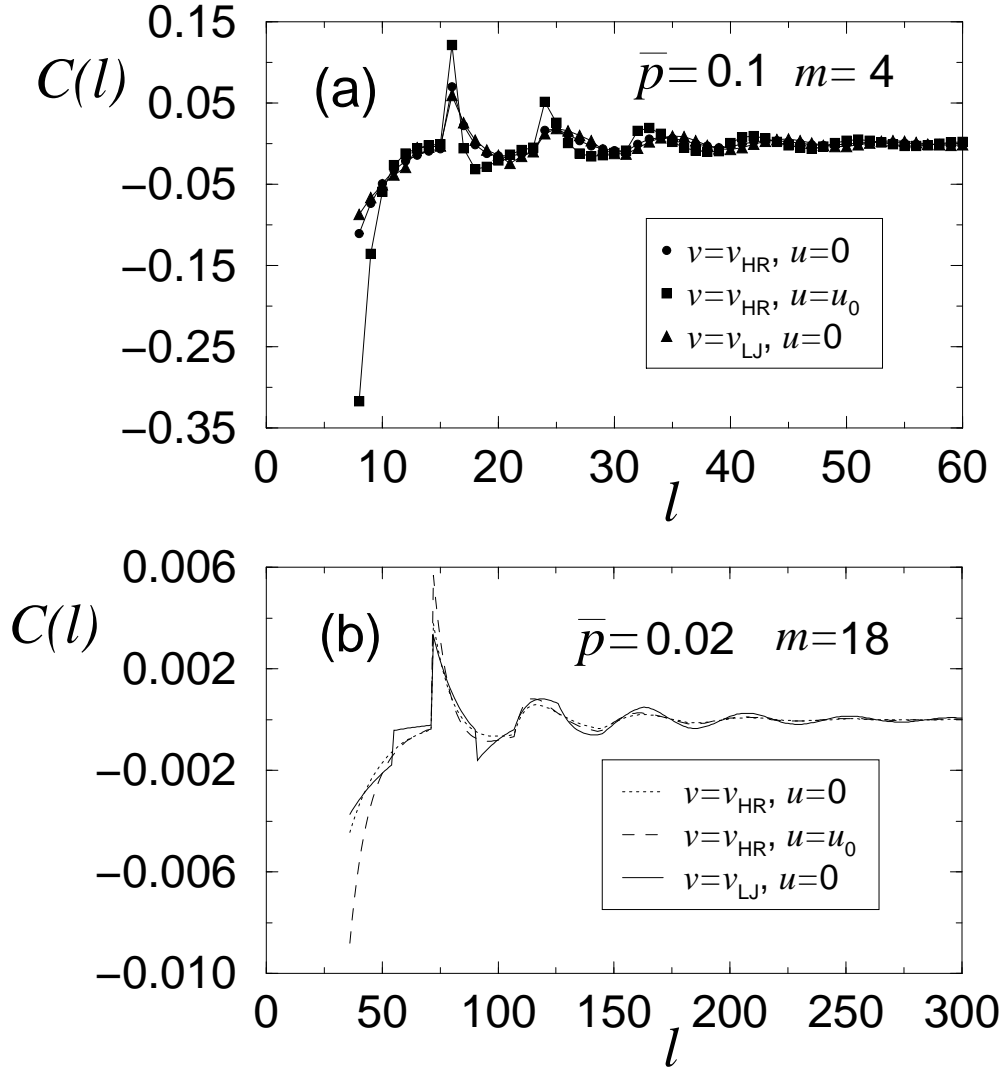 0.15
C(l)
(a)
p̅=0.1 m=4
0.05
−0.05
−0.15
−0.25
−0.35
v=v_HR, u=0
v=v_HR, u=u_0
v=v_LJ, u=0
0 10 20 30 40 50 60
l
0.006
C(l)
(b)
p̅=0.02 m=18
0.002
−0.002
−0.006
−0.010
v=v_HR, u=0
v=v_HR, u=u_0
v=v_LJ, u=0
0 50 100 150 200 250 300
l